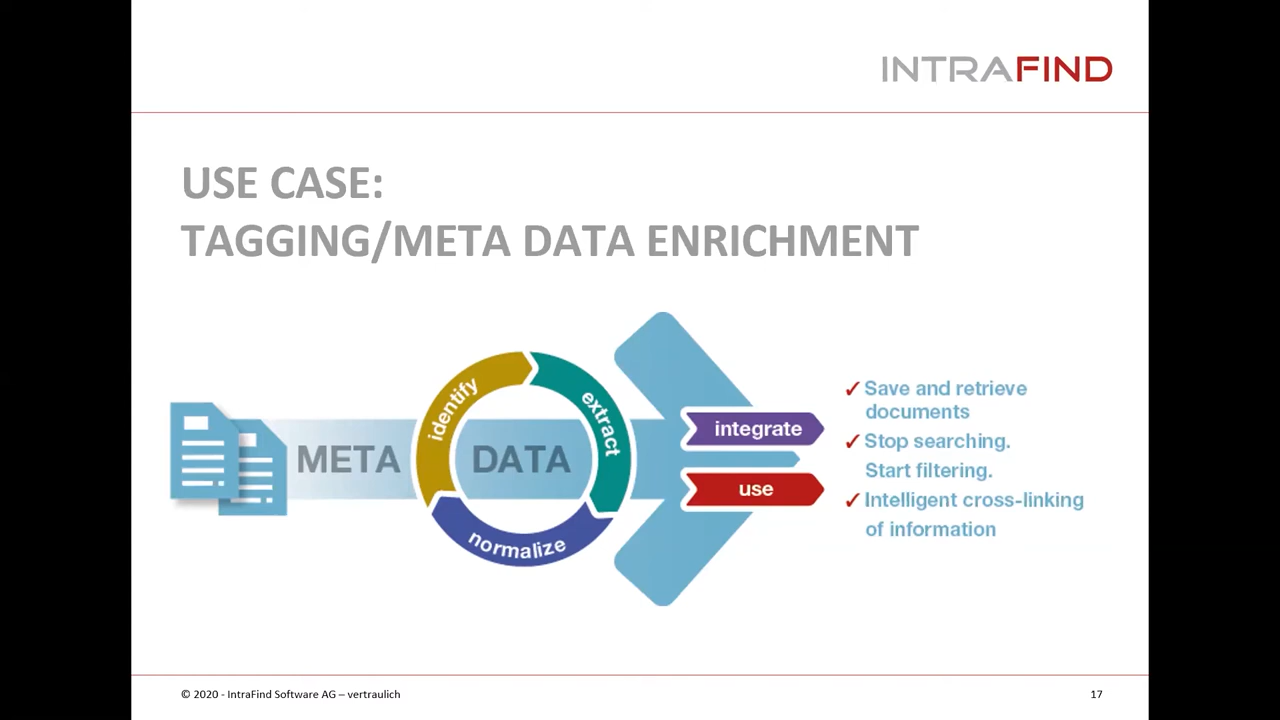 INTRAFIND
USE CASE:
TAGGING/META DATA ENRICHMENT
META DATA
identify
extract
normalize
integrate
use
✓ Save and retrieve
documents
✓ Stop searching.
Start filtering.
✓ Intelligent cross-linking
of information
© 2020 - IntraFind Software AG – vertraulich
17